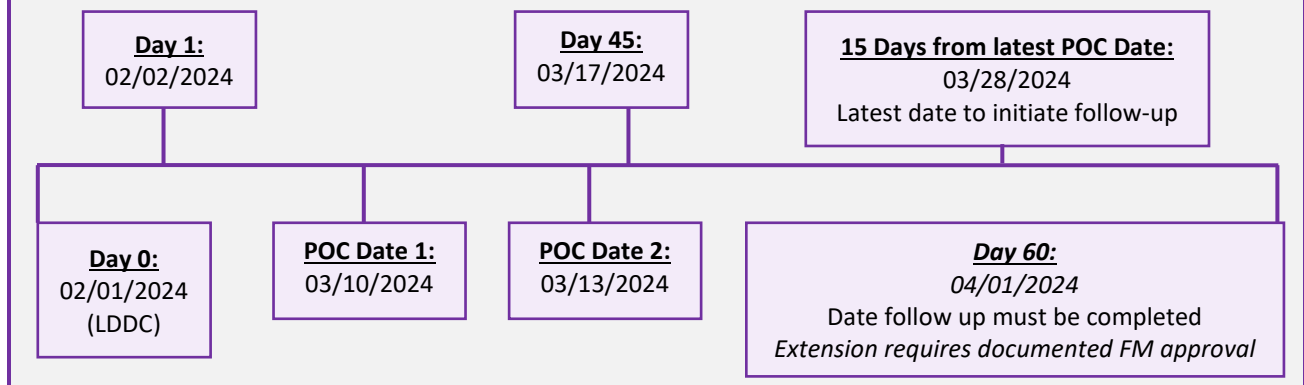 Day 1:
02/02/2024
Day 45:
03/17/2024
15 Days from latest POC Date:
03/28/2024
Latest date to initiate follow-up
Day 0:
02/01/2024
(LDDC)
POC Date 1:
03/10/2024
POC Date 2:
03/13/2024
Day 60:
04/01/2024
Date follow up must be completed
Extension requires documented FM approval